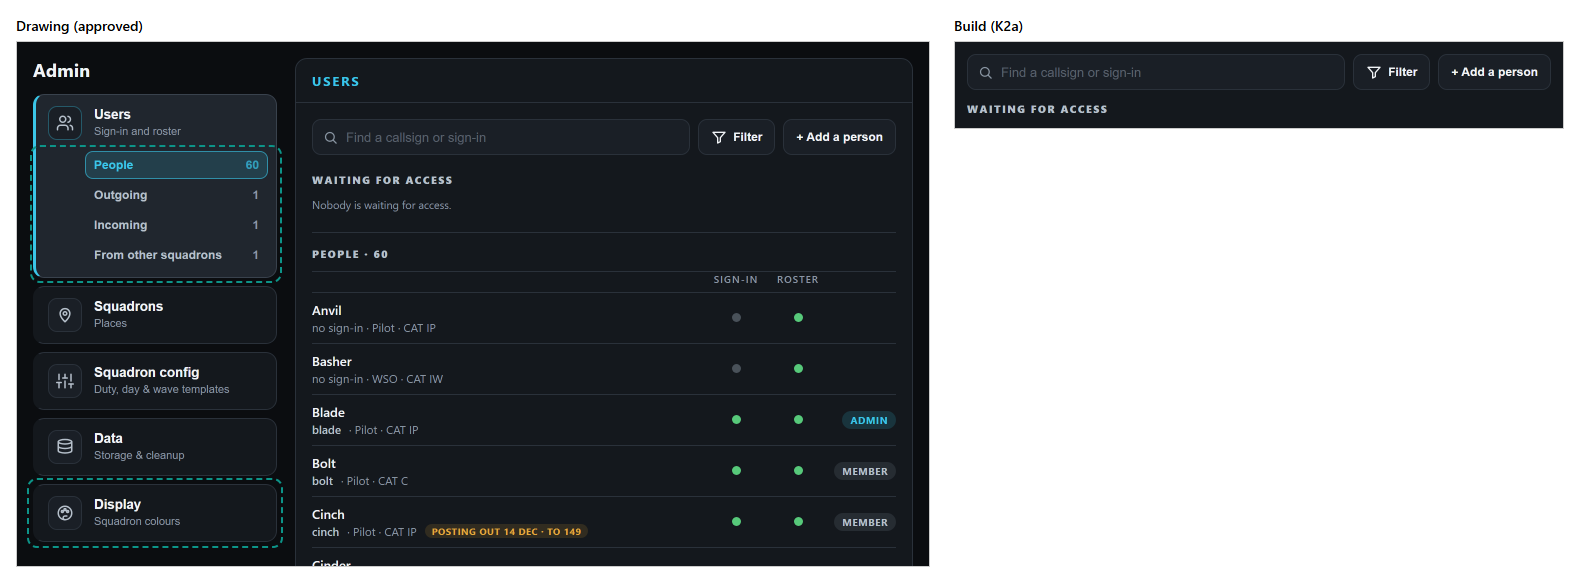 Drawing (approved)
Admin
Users
Sign-in and roster
People 60
Outgoing 1
Incoming 1
From other squadrons 1
Squadrons
Places
Squadron config
Duty, day & wave templates
Data
Storage & cleanup
Display
Squadron colours
USERS
Find a callsign or sign-in
Filter
+ Add a person
WAITING FOR ACCESS
Nobody is waiting for access.
PEOPLE · 60
SIGN-IN ROSTER
Anvil
no sign-in · Pilot · CAT IP
Basher
no sign-in · WSO · CAT IW
Blade
blade · Pilot · CAT IP
ADMIN
Bolt
bolt · Pilot · CAT C
MEMBER
Cinch
cinch · Pilot · CAT IP POSTING OUT 14 DEC · TO 149
MEMBER
Cinder
Build (K2a)
Find a callsign or sign-in
Filter
+ Add a person
WAITING FOR ACCESS